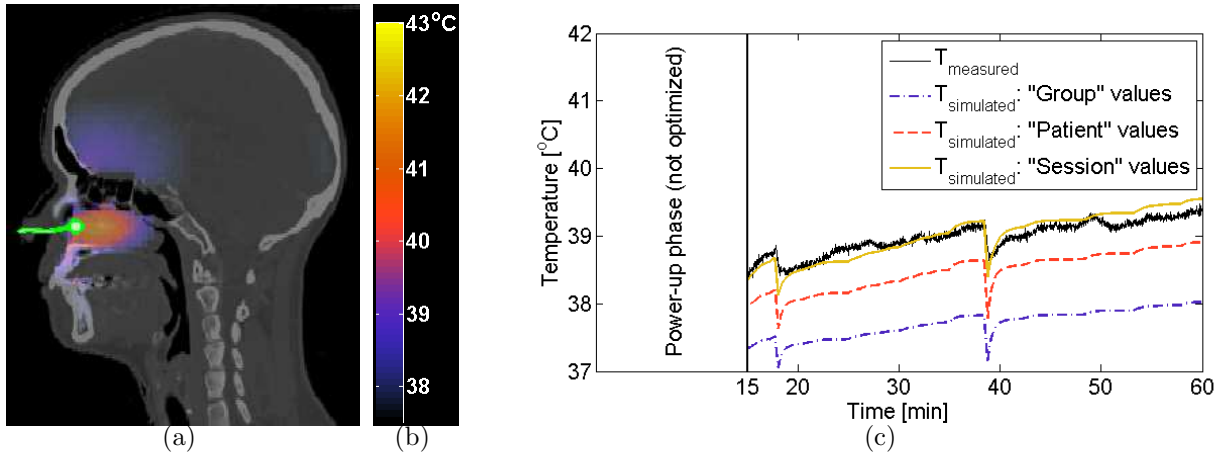 43°C
42
41
40
39
38
(a)
(b)
42
41
40
39
38
37
Temperature [°C]
Power-up phase (not optimized)
T_measured
T_simulated: "Group" values
T_simulated: "Patient" values
T_simulated: "Session" values
15 20 30 40 50 60
Time [min]
(c)